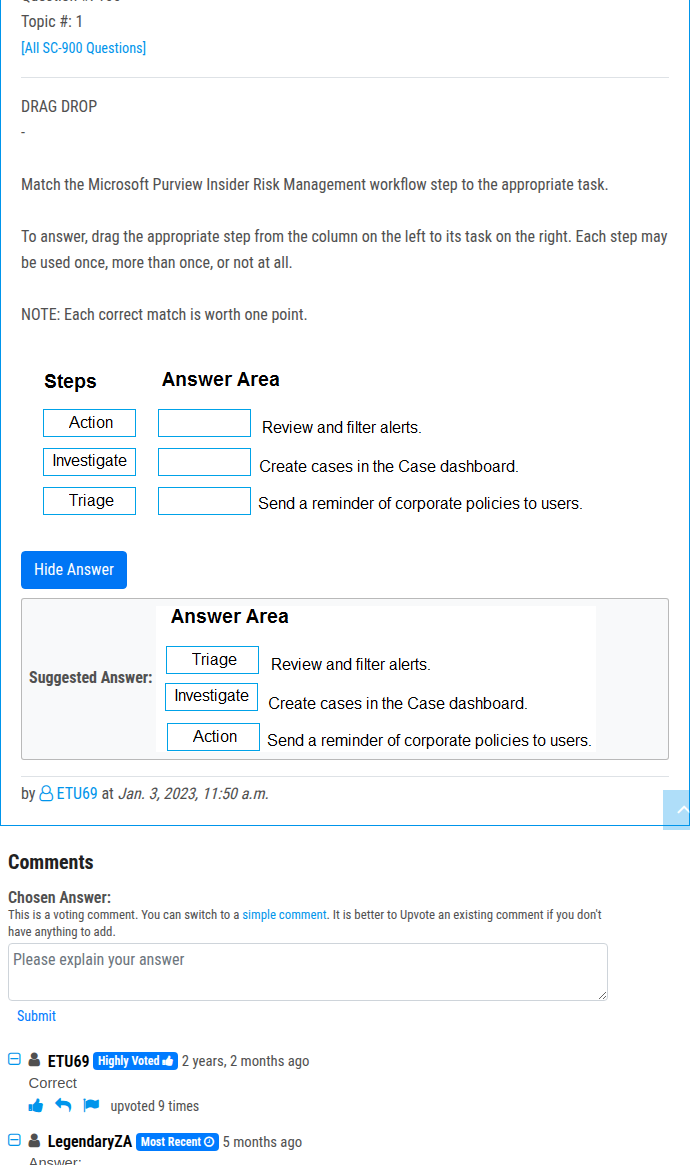 Topic #: 1
[All SC-900 Questions]
DRAG DROP
-
Match the Microsoft Purview Insider Risk Management workflow step to the appropriate task.
To answer, drag the appropriate step from the column on the left to its task on the right. Each step may
be used once, more than once, or not at all.
NOTE: Each correct match is worth one point.
Steps Answer Area
Action Review and filter alerts.
Investigate Create cases in the Case dashboard.
Triage Send a reminder of corporate policies to users.
Hide Answer
Answer Area
Triage Review and filter alerts.
Suggested Answer:
Investigate Create cases in the Case dashboard.
Action Send a reminder of corporate policies to users.
by ETU69 at Jan. 3, 2023, 11:50 a.m.
Comments
Chosen Answer:
This is a voting comment. You can switch to a simple comment. It is better to Upvote an existing comment if you don't
have anything to add.
Please explain your answer
Submit
ETU69 Highly Voted 2 years, 2 months ago
Correct
upvoted 9 times
LegendaryZA Most Recent 5 months ago
Answer: